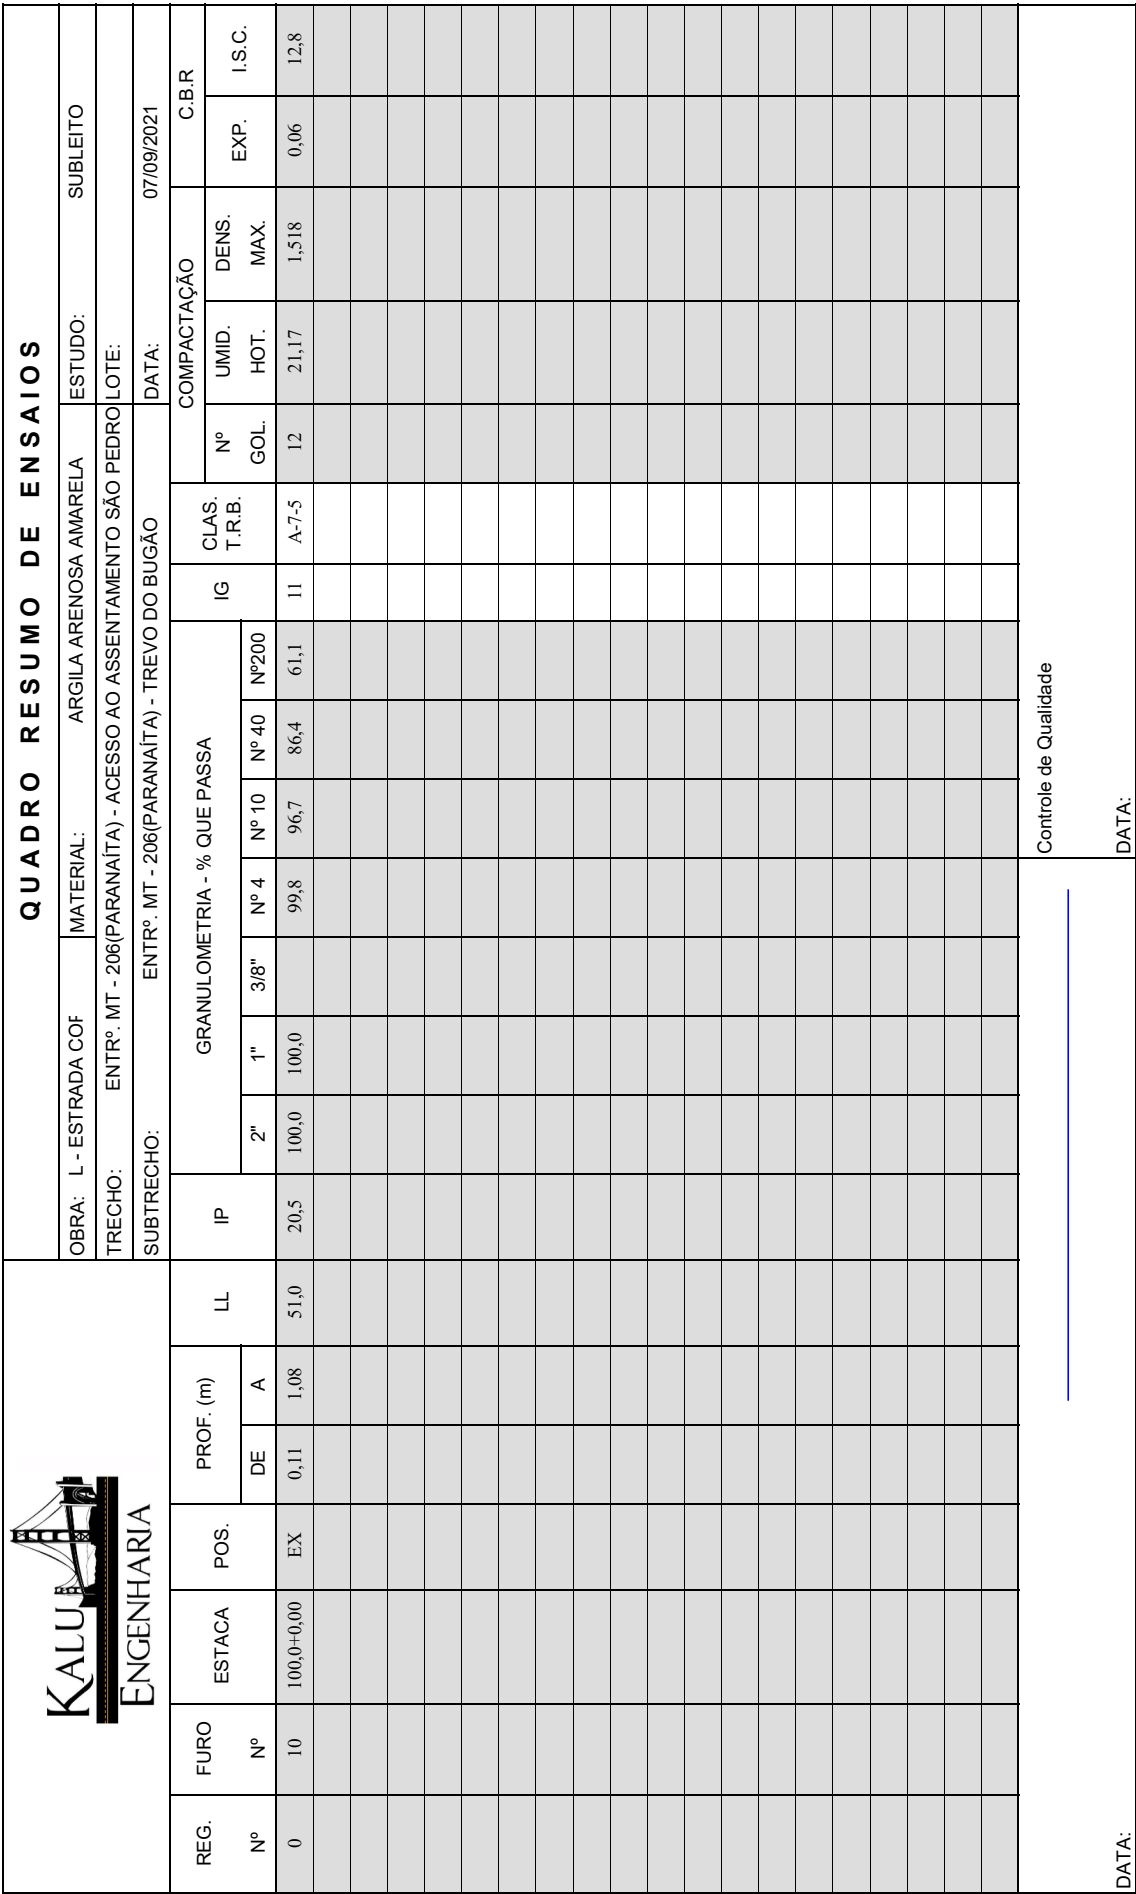 KALU
ENGENHARIA
QUADRO RESUMO DE ENSAIOS
OBRA: L - ESTRADA COF MATERIAL: ARGILA ARENOSA AMARELA ESTUDO: SUBLEITO
TRECHO: ENTRº. MT - 206(PARANAÍTA) - ACESSO AO ASSENTAMENTO SÃO PEDRO LOTE:
SUBTRECHO: ENTRº. MT - 206(PARANAÍTA) - TREVO DO BUGÃO DATA: 07/09/2021
REG. FURO ESTACA POS. PROF. (m) LL IP GRANULOMETRIA - % QUE PASSA IG CLAS. T.R.B. COMPACTAÇÃO C.B.R
Nº Nº DE A 2" 1" 3/8" Nº 4 Nº 10 Nº 40 Nº200 Nº GOL. UMID. HOT. DENS. MAX. EXP. I.S.C.
0 10 100,0+0,00 EX 0,11 1,08 51,0 20,5 100,0 100,0 99,8 96,7 86,4 61,1 11 A-7-5 12 21,17 1,518 0,06 12,8
Controle de Qualidade
DATA: DATA: